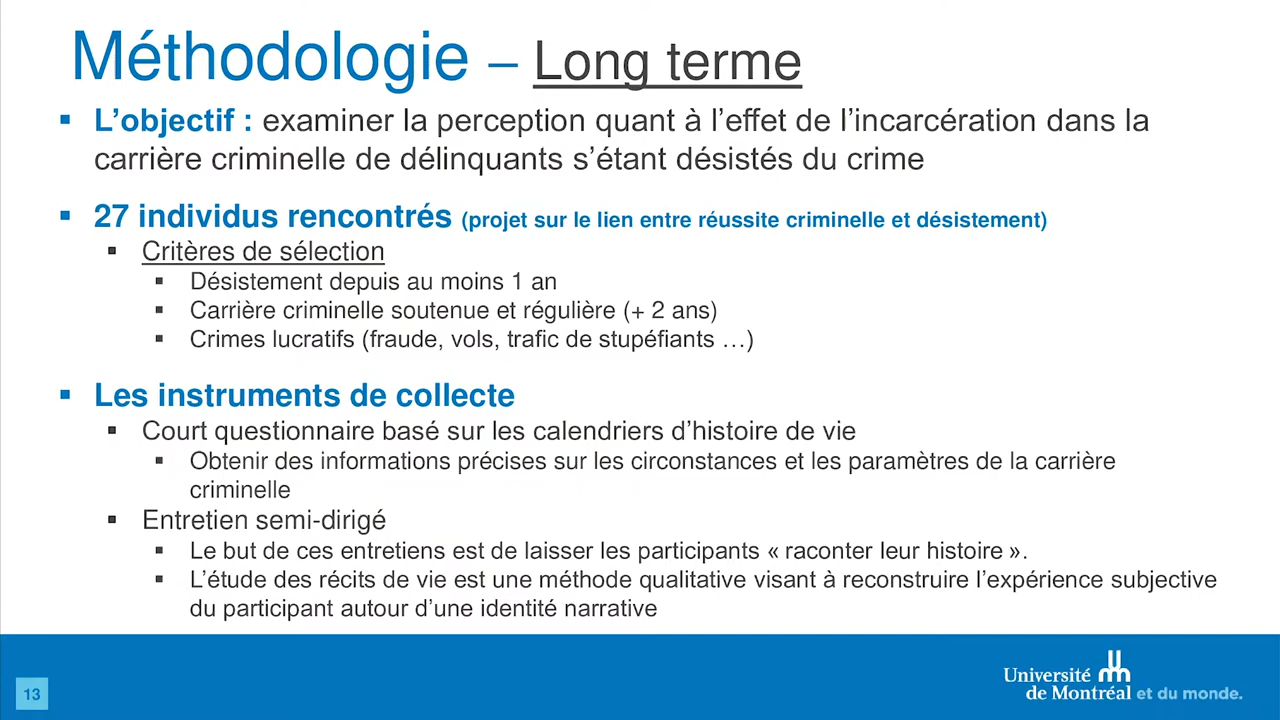 Méthodologie – Long terme
▪ L’objectif : examiner la perception quant à l’effet de l’incarcération dans la
carrière criminelle de délinquants s’étant désistés du crime
▪ 27 individus rencontrés (projet sur le lien entre réussite criminelle et désistement)
▪ Critères de sélection
▪ Désistement depuis au moins 1 an
▪ Carrière criminelle soutenue et régulière (+ 2 ans)
▪ Crimes lucratifs (fraude, vols, trafic de stupéfiants …)
▪ Les instruments de collecte
▪ Court questionnaire basé sur les calendriers d’histoire de vie
▪ Obtenir des informations précises sur les circonstances et les paramètres de la carrière
criminelle
▪ Entretien semi-dirigé
▪ Le but de ces entretiens est de laisser les participants « raconter leur histoire ».
▪ L’étude des récits de vie est une méthode qualitative visant à reconstruire l’expérience subjective
du participant autour d’une identité narrative
13
Université
de Montréal et du monde.